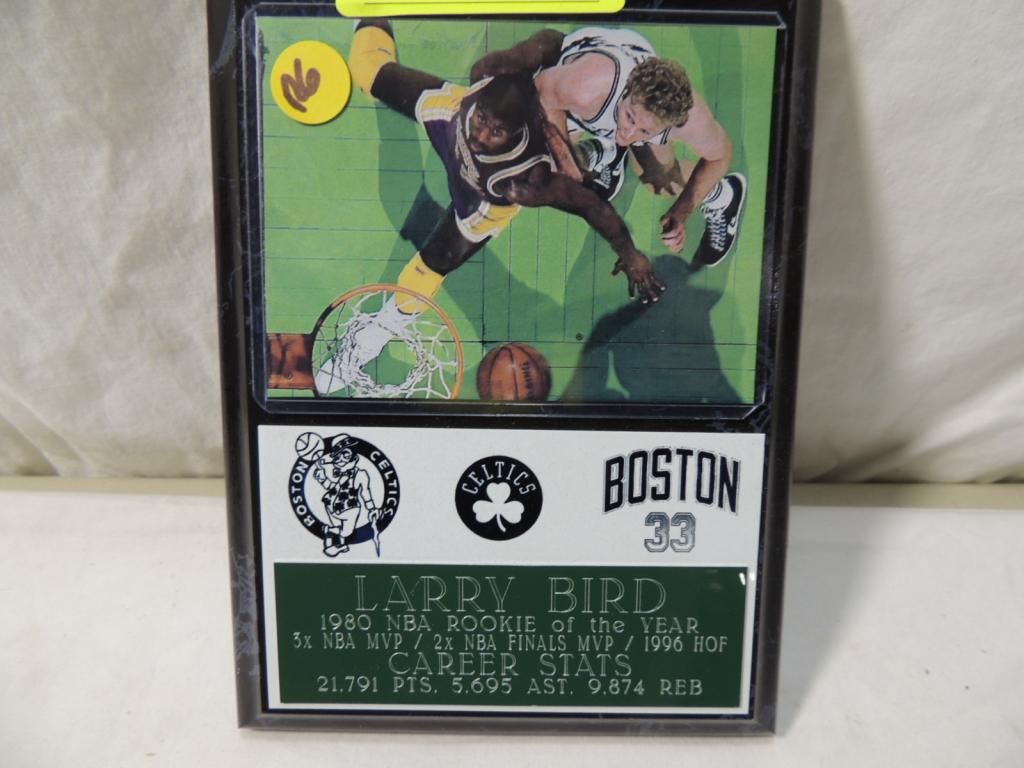 BOSTON CELTICS
CELTICS
BOSTON
33
LARRY BIRD
1980 NBA ROOKIE of the YEAR
3x NBA MVP / 2x NBA FINALS MVP / 1996 HOF
CAREER STATS
21,791 PTS, 5,695 AST, 9,874 REB